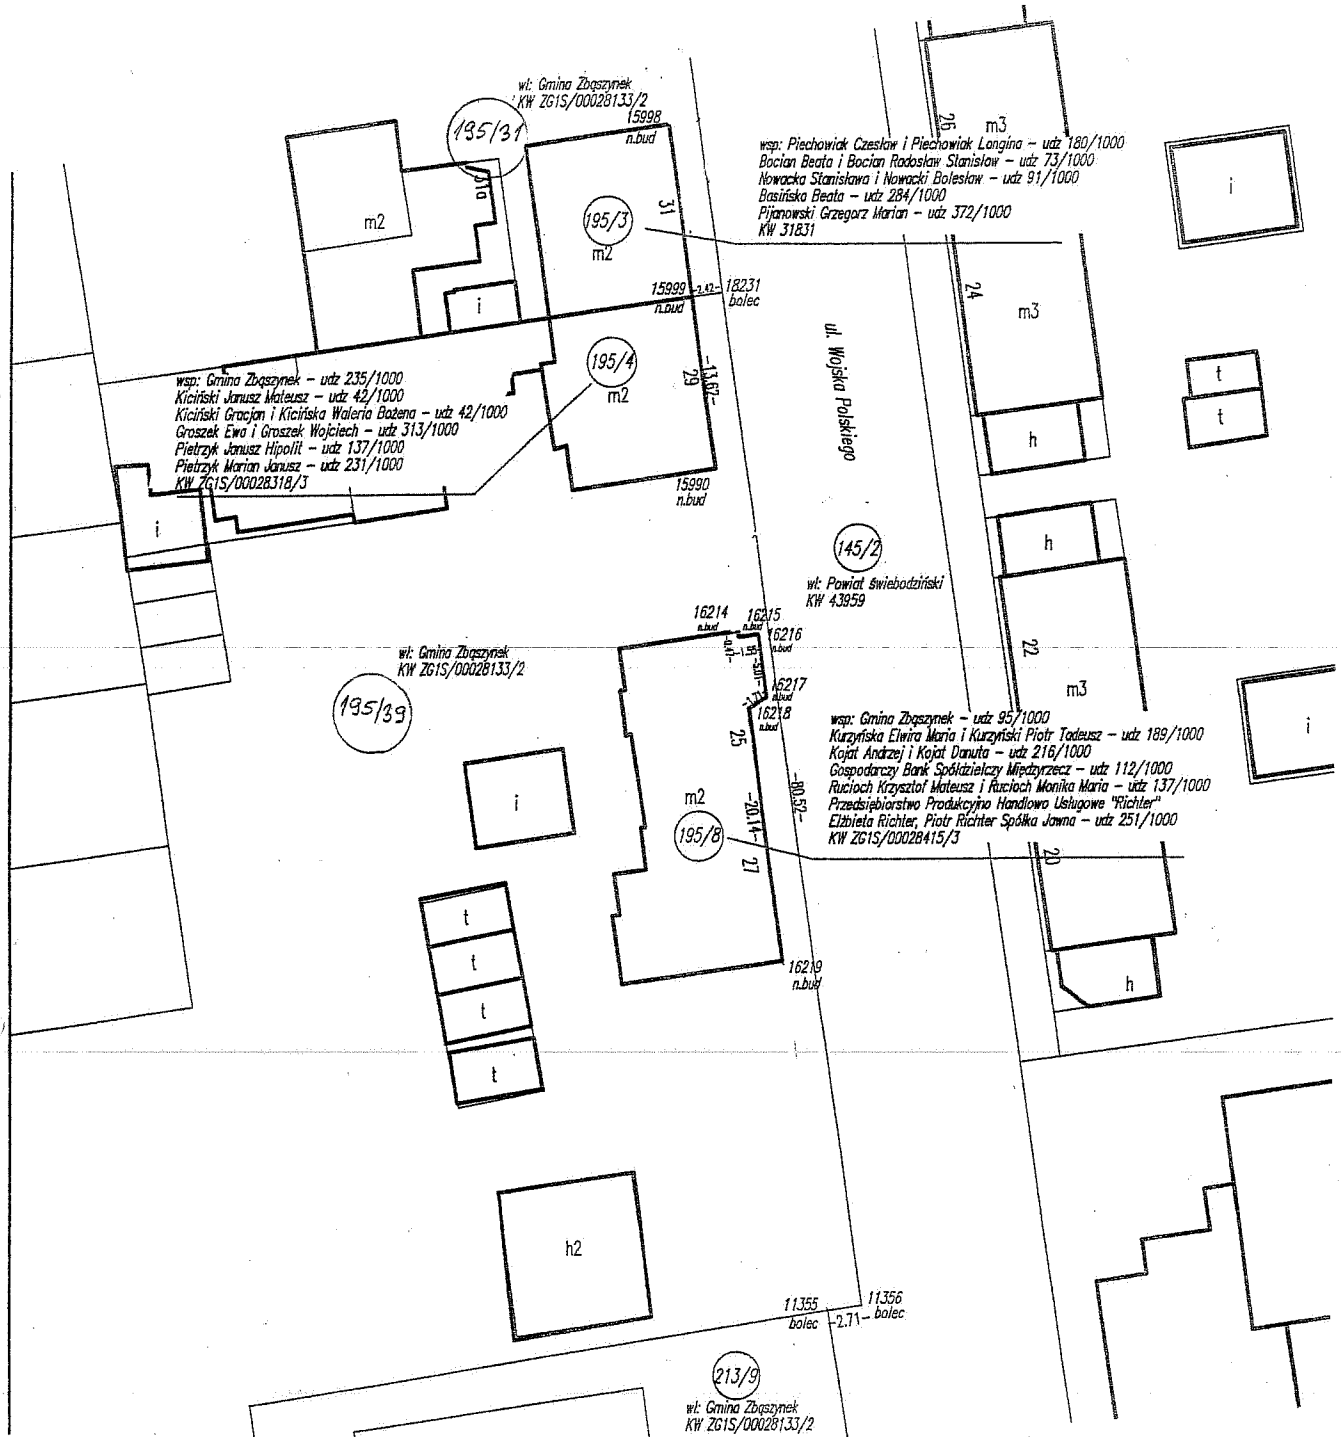 wł: Gmina Zbąszynek
KW ZG1S/00028133/2
195/31
15998
n.bud
26
m3
wsp: Piechowiak Czesław i Piechowiak Longina – udz 180/1000
Bocian Beata i Bocian Radosław Stanisław – udz 73/1000
Nowacka Stanisława i Nowacki Bolesław – udz 91/1000
Basińska Beata – udz 284/1000
Pijanowski Grzegorz Marian – udz 372/1000
KW 31831
i
31a
m2
31
195/3
m2
i
15999
n.bud
-2.42-
18231
bolec
24
m3
ul. Wojska Polskiego
195/4
m2
-13.62-
29
t
t
h
wsp: Gmina Zbąszynek – udz 235/1000
Kiciński Janusz Mateusz – udz 42/1000
Kiciński Gracjan i Kicińska Waleria Bożena – udz 42/1000
Groszek Ewa i Groszek Wojciech – udz 313/1000
Pietrzyk Janusz Hipolit – udz 137/1000
Pietrzyk Marian Janusz – udz 231/1000
KW ZG1S/00028318/3
15990
n.bud
i
145/2
wł: Powiat świebodziński
KW 43959
h
16214
n.bud
16215
n.bud
16216
n.bud
22
m3
wł: Gmina Zbąszynek
KW ZG1S/00028133/2
195/39
-0.47-
-5.01-
16217
n.bud
16218
n.bud
25
wsp: Gmina Zbąszynek – udz 95/1000
Kurzyńska Elwira Maria i Kurzyński Piotr Tadeusz – udz 189/1000
Kojat Andrzej i Kojat Danuta – udz 216/1000
Gospodarczy Bank Spółdzielczy Międzyrzecz – udz 112/1000
Rucioch Krzysztof Mateusz i Rucioch Monika Maria – udz 137/1000
Przedsiębiorstwo Produkcyjno Handlowo Usługowe "Richter"
Elżbieta Richter, Piotr Richter Spółka Jawna – udz 251/1000
KW ZG1S/00028415/3
i
i
m2
195/8
-20.14-
27
-80.52-
20
t
t
t
t
16219
n.bud
h
h2
11355
bolec
-2.71-
11356
bolec
213/9
wł: Gmina Zbąszynek
KW ZG1S/00028133/2